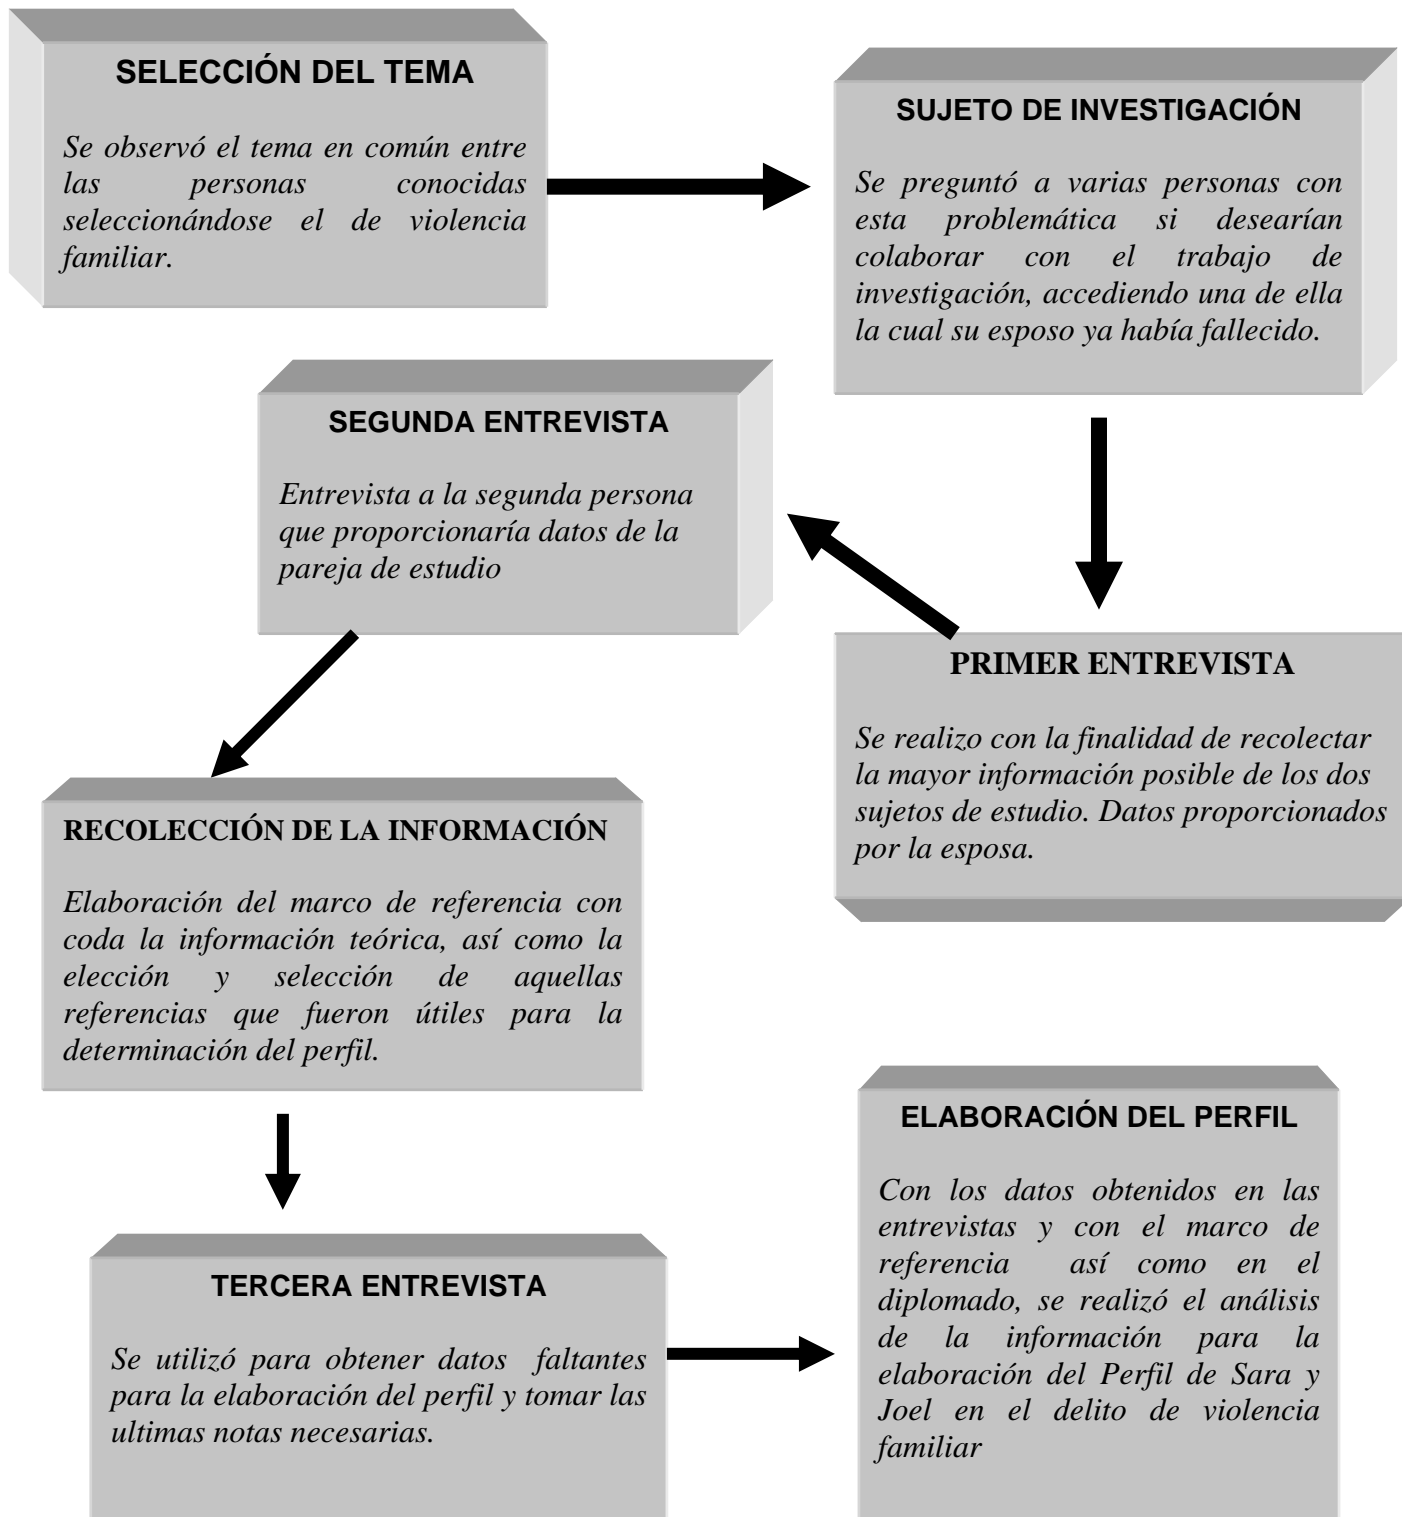 SELECCIÓN DEL TEMA
Se observó el tema en común entre
las personas conocidas
seleccionándose el de violencia
familiar.
SUJETO DE INVESTIGACIÓN
Se preguntó a varias personas con
esta problemática si desearían
colaborar con el trabajo de
investigación, accediendo una de ella
la cual su esposo ya había fallecido.
PRIMER ENTREVISTA
Se realizo con la finalidad de recolectar
la mayor información posible de los dos
sujetos de estudio. Datos proporcionados
por la esposa.
SEGUNDA ENTREVISTA
Entrevista a la segunda persona
que proporcionaría datos de la
pareja de estudio
RECOLECCIÓN DE LA INFORMACIÓN
Elaboración del marco de referencia con
coda la información teórica, así como la
elección y selección de aquellas
referencias que fueron útiles para la
determinación del perfil.
TERCERA ENTREVISTA
Se utilizó para obtener datos faltantes
para la elaboración del perfil y tomar las
ultimas notas necesarias.
ELABORACIÓN DEL PERFIL
Con los datos obtenidos en las
entrevistas y con el marco de
referencia así como en el
diplomado, se realizó el análisis
de la información para la
elaboración del Perfil de Sara y
Joel en el delito de violencia
familiar